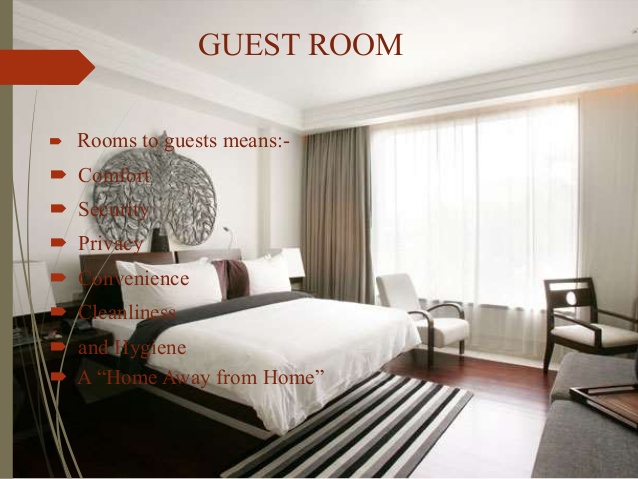 GUEST ROOM
Rooms to guests means:-
Comfort
Security
Privacy
Convenience
Cleanliness
and Hygiene
A “Home Away from Home”